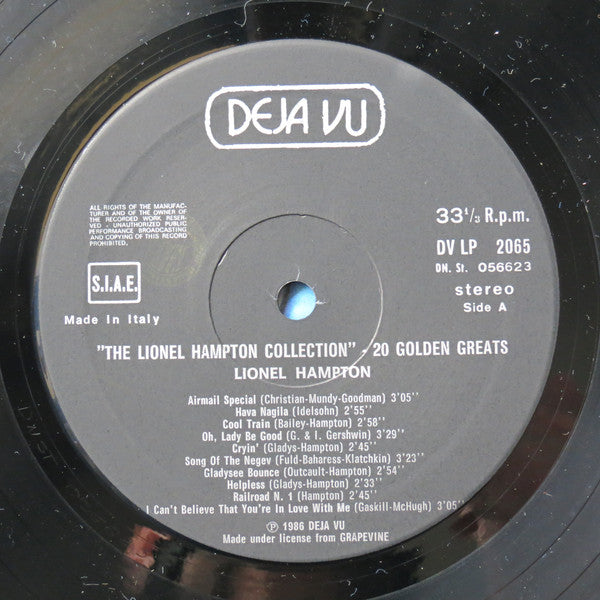 DEJA VU
ALL RIGHTS OF THE MANUFAC-
TURER AND OF THE OWNER OF
THE RECORDED WORK RESER-
VED - UNAUTHORIZED PUBLIC
PERFORMANCE BROADCASTING
AND COPYING OF THIS RECORD
PROHIBITED.
S.I.A.E.
Made In Italy
33 1/3 R.p.m.
DV LP 2065
DN. St. 056623
stereo
Side A
"THE LIONEL HAMPTON COLLECTION" - 20 GOLDEN GREATS
LIONEL HAMPTON
Airmail Special (Christian-Mundy-Goodman) 3'05''
Hava Nagila (Idelsohn) 2'55''
Cool Train (Bailey-Hampton) 2'58''
Oh, Lady Be Good (G. & I. Gershwin) 3'29''
Cryin' (Gladys-Hampton) 2'45''
Song Of The Negev (Fuld-Baharess-Klatchkin) 3'23''
Gladysee Bounce (Outcault-Hampton) 2'54''
Helpless (Gladys-Hampton) 2'33'
Railroad N. 1 (Hampton) 2'45''
I Can't Believe That You're In Love With Me (Gaskill-McHugh) 3'05''
℗ 1986 DEJA VU
Made under license from GRAPEVINE